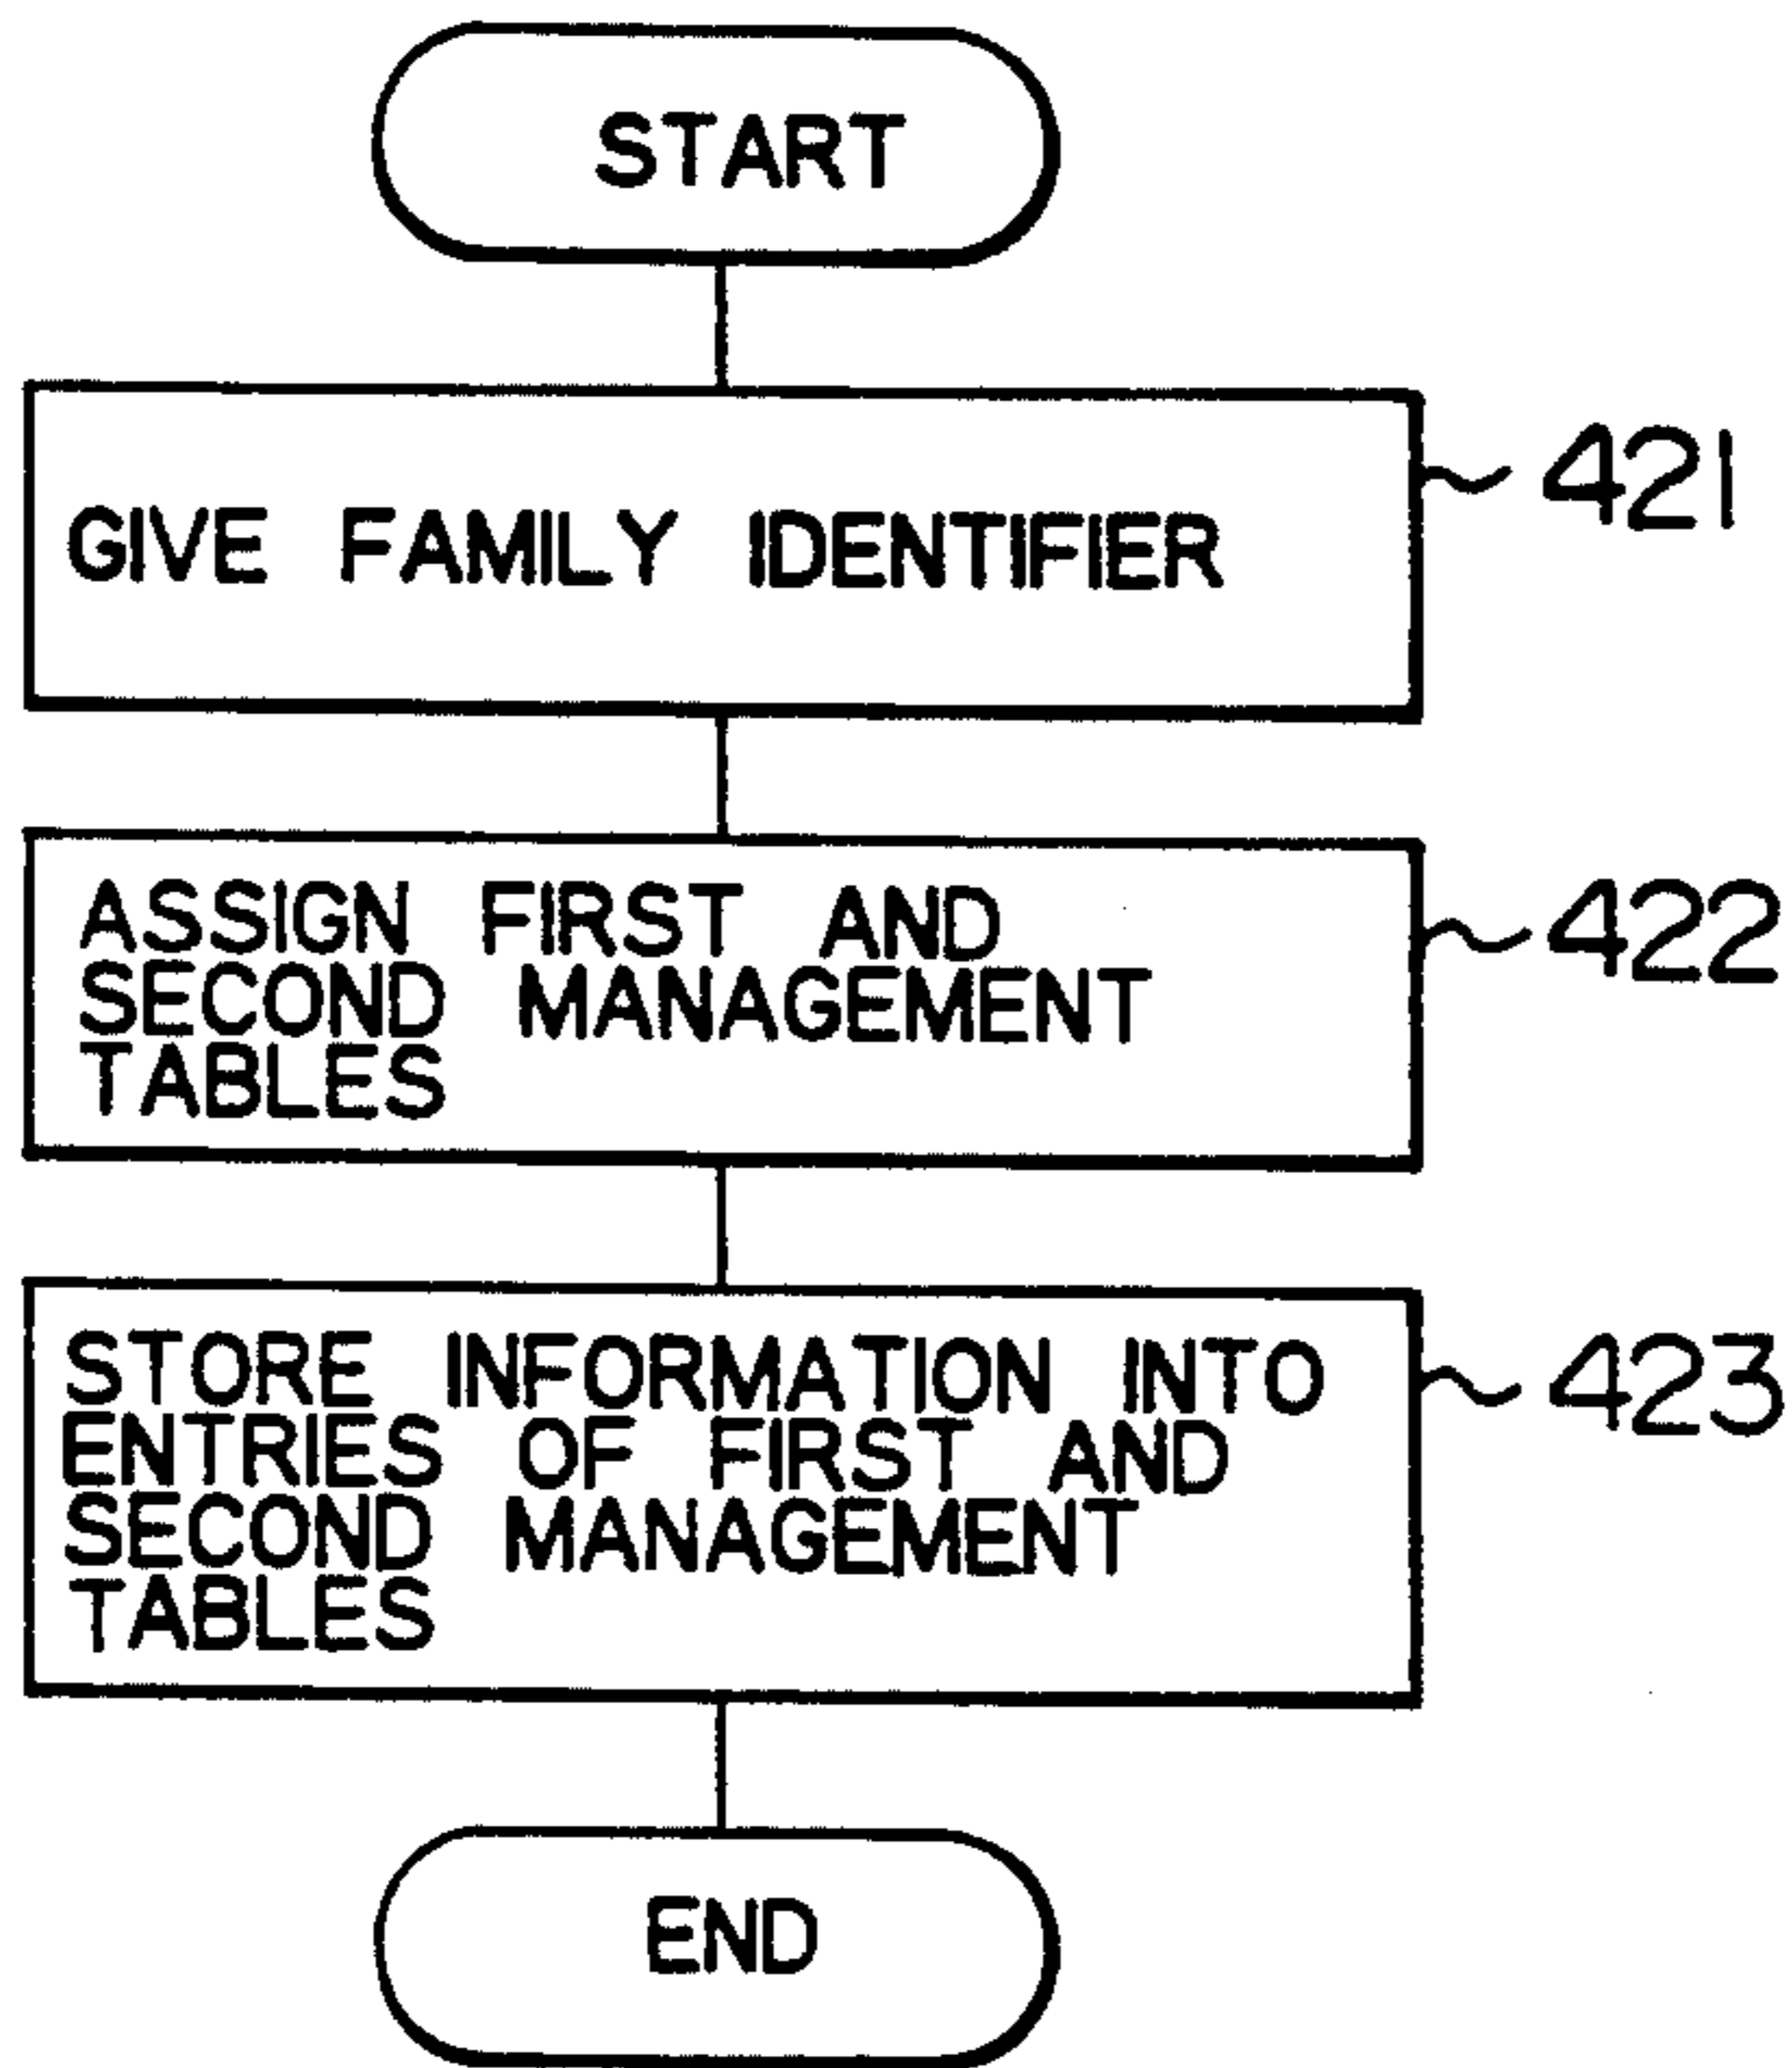 START
GIVE FAMILY IDENTIFIER
421
ASSIGN FIRST AND
SECOND MANAGEMENT
TABLES
422
STORE INFORMATION INTO
ENTRIES OF FIRST AND
SECOND MANAGEMENT
TABLES
423
END